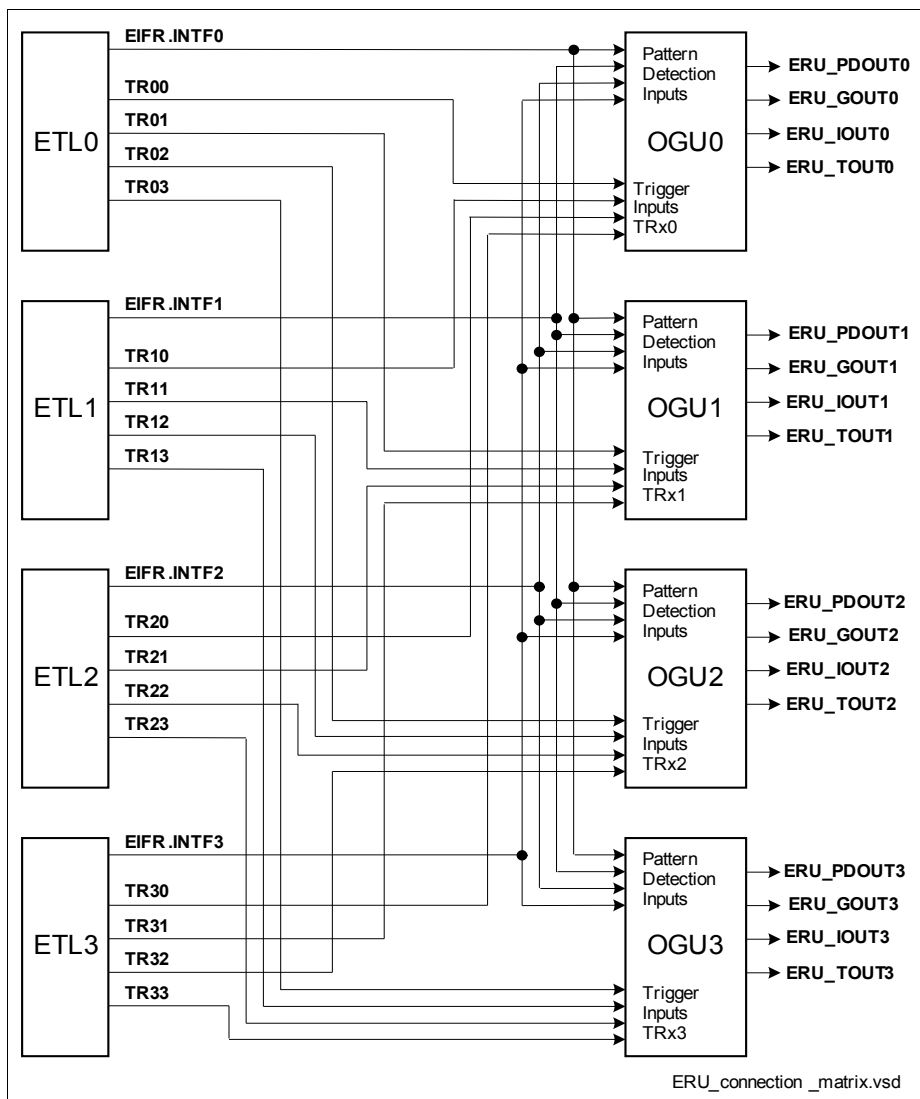 EIFR.INTF0
TR00
TR01
TR02
TR03
ETL0
Pattern
Detection
Inputs
OGU0
Trigger
Inputs
TRx0
ERU_PDOUT0
ERU_GOUT0
ERU_IOUT0
ERU_TOUT0
EIFR.INTF1
TR10
TR11
TR12
TR13
ETL1
Pattern
Detection
Inputs
OGU1
Trigger
Inputs
TRx1
ERU_PDOUT1
ERU_GOUT1
ERU_IOUT1
ERU_TOUT1
EIFR.INTF2
TR20
TR21
TR22
TR23
ETL2
Pattern
Detection
Inputs
OGU2
Trigger
Inputs
TRx2
ERU_PDOUT2
ERU_GOUT2
ERU_IOUT2
ERU_TOUT2
EIFR.INTF3
TR30
TR31
TR32
TR33
ETL3
Pattern
Detection
Inputs
OGU3
Trigger
Inputs
TRx3
ERU_PDOUT3
ERU_GOUT3
ERU_IOUT3
ERU_TOUT3
ERU_connection _matrix.vsd